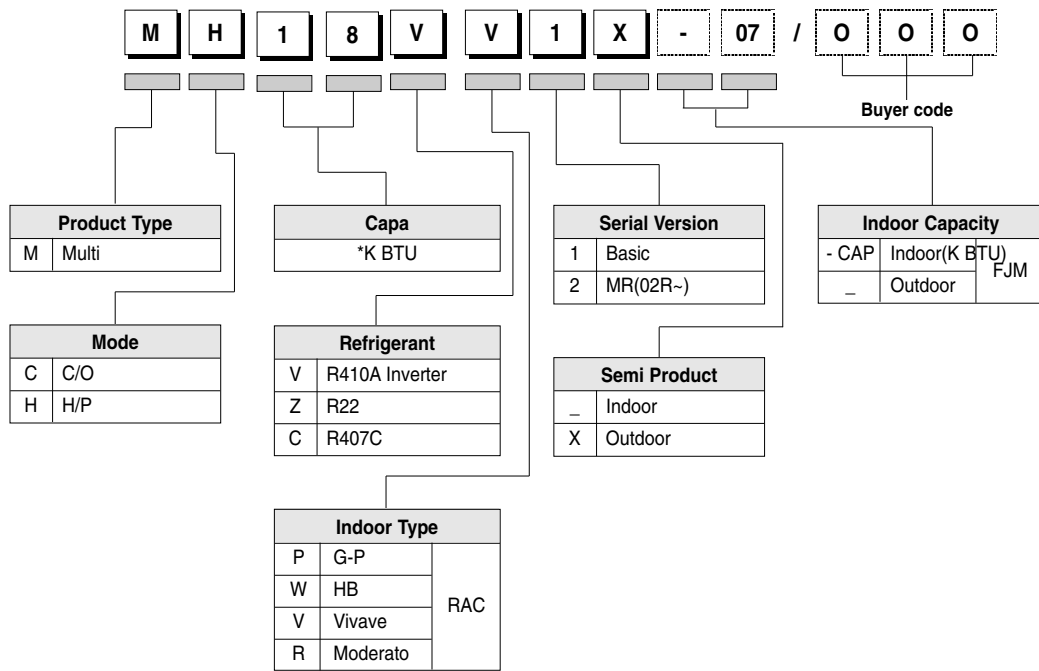 M H 1 8 V V 1 X - 07 / O O O
Buyer code
Product Type
M Multi
Mode
C C/O
H H/P
Capa
*K BTU
Refrigerant
V R410A Inverter
Z R22
C R407C
Indoor Type
P G-P
W HB
V Vivave
R Moderato
RAC
Serial Version
1 Basic
2 MR(02R~)
Semi Product
_ Indoor
X Outdoor
Indoor Capacity
- CAP Indoor(K BTU)
_ Outdoor
FJM